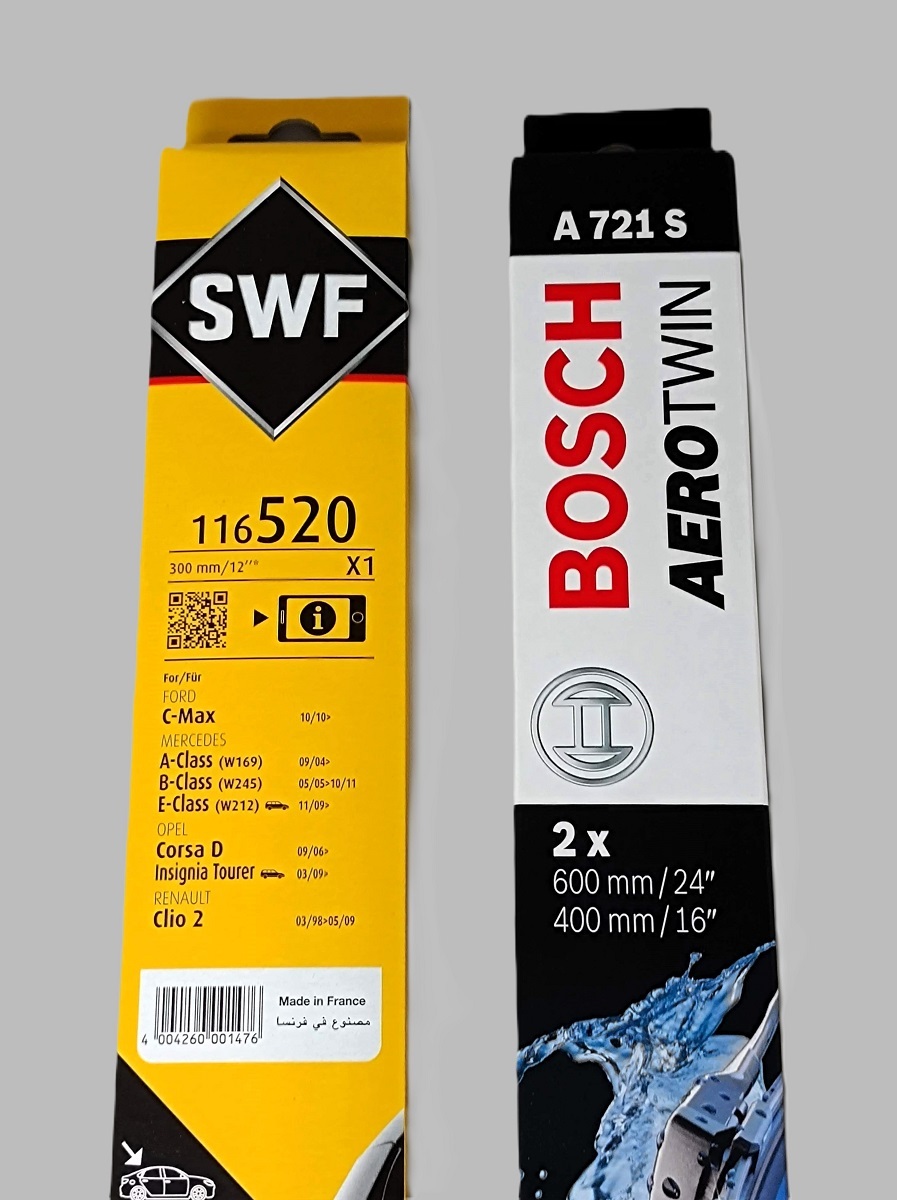 SWF
116520
300 mm/12″* X1
For/Für
FORD
C-Max 10/10>
MERCEDES
A-Class (W169) 09/04>
B-Class (W245) 05/05>10/11
E-Class (W212) 11/09>
OPEL
Corsa D 09/06>
Insignia Tourer 03/09>
RENAULT
Clio 2 03/98>05/09
Made in France
مصنوع في فرنسا
4 004260 001476
A 721 S
BOSCH
AEROTWIN
2 x
600 mm / 24″
400 mm / 16″